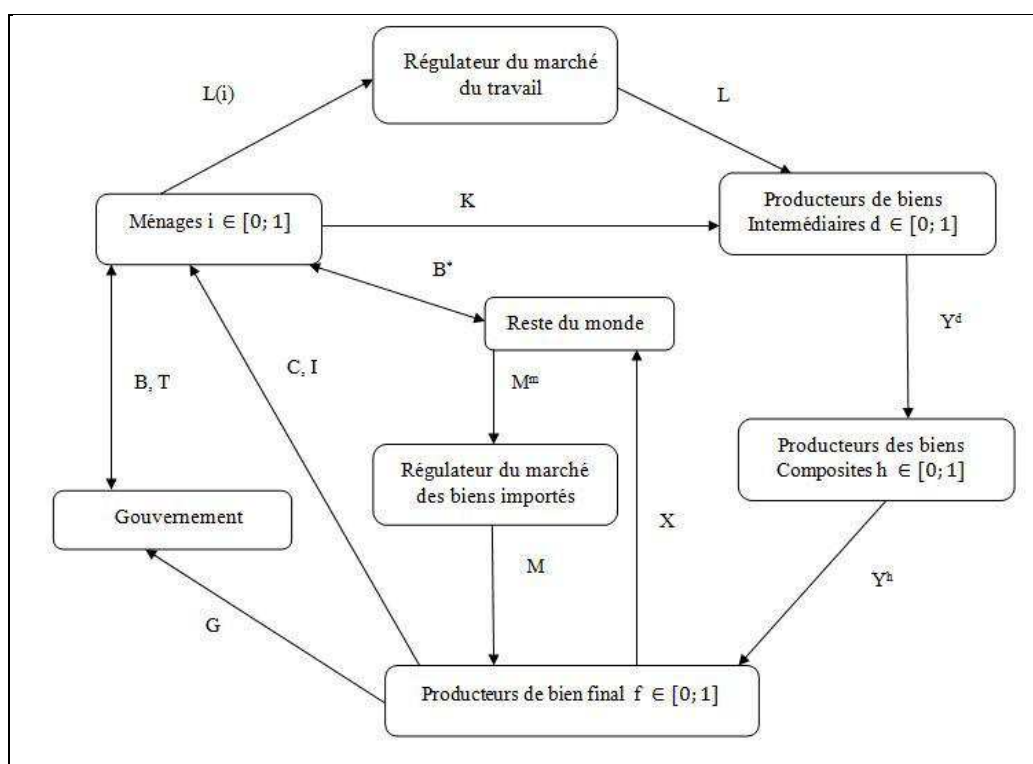 Régulateur du marché
du travail
L(i)
L
Ménages i ∈ [0; 1]
K
Producteurs de biens
Intermédiaires d ∈ [0; 1]
B*
Reste du monde
Yᵈ
B, T
C, I
Mᵐ
Producteurs des biens
Composites h ∈ [0; 1]
Régulateur du marché
des biens importés
Gouvernement
X
M
Yʰ
G
Producteurs de bien final f ∈ [0; 1]